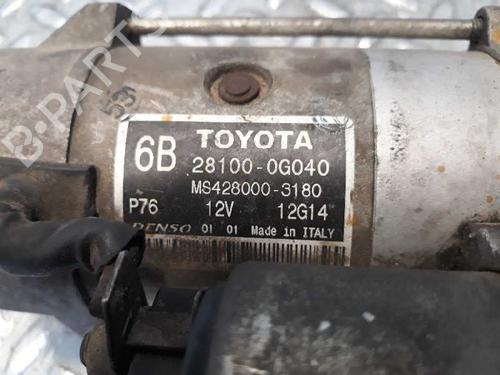 B-PARTS
6B TOYOTA
28100-0G040
MS428000-3180
P76 12V 12G14
DENSO 01 01 Made in ITALY